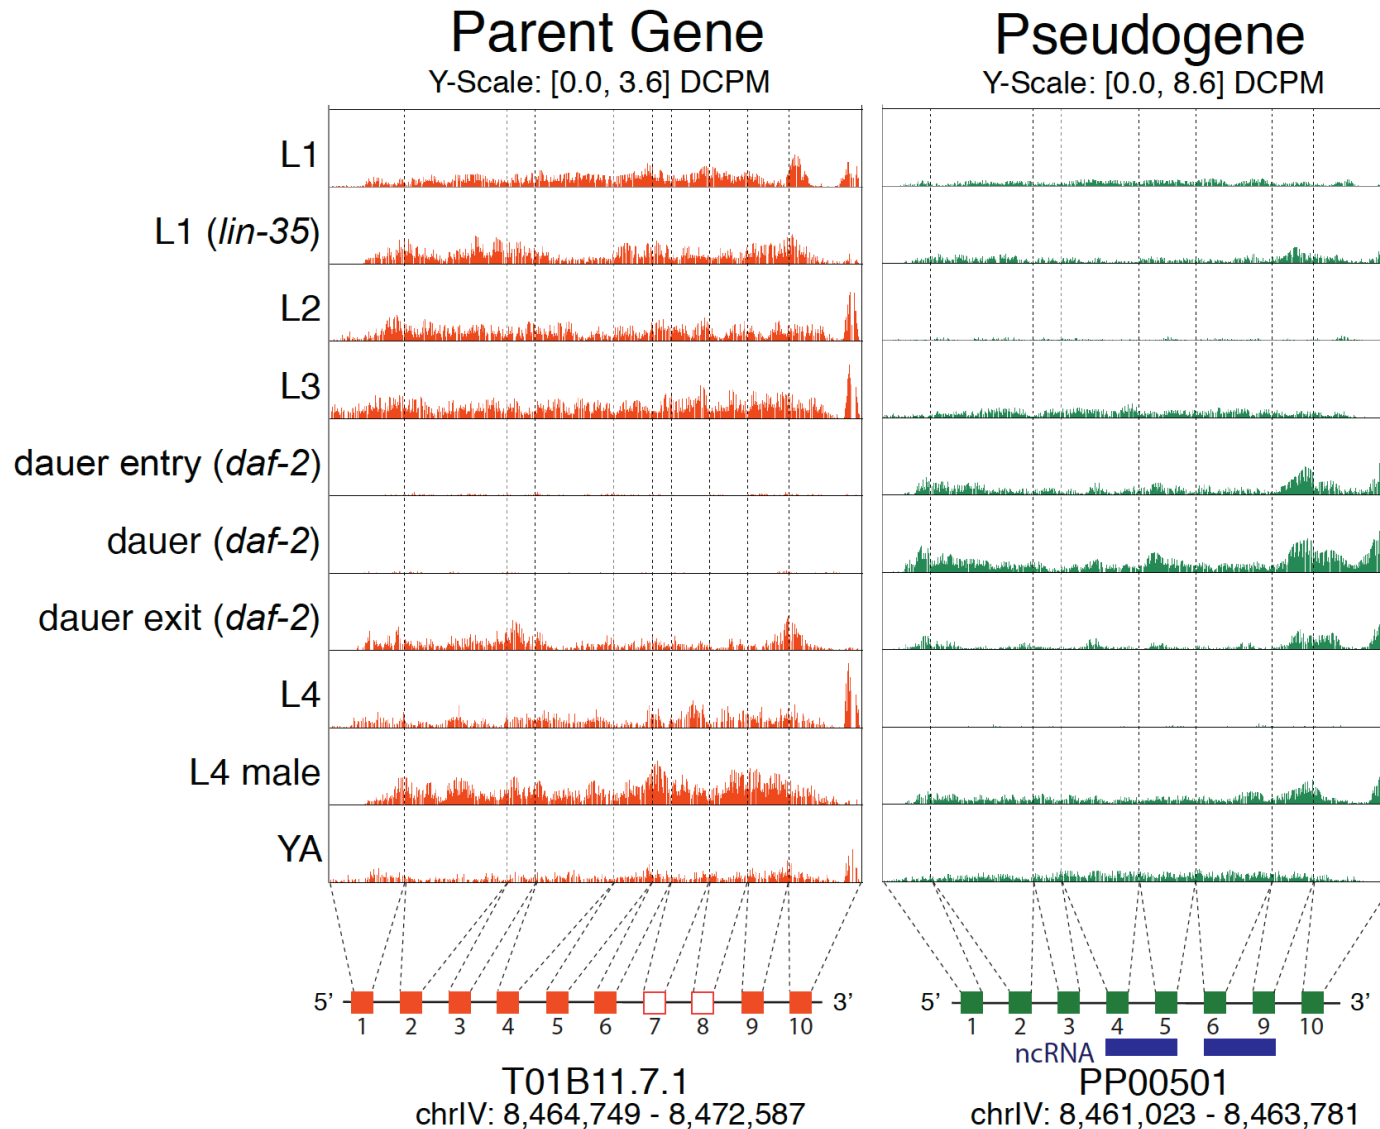 Parent Gene
Y-Scale: [0.0, 3.6] DCPM
Pseudogene
Y-Scale: [0.0, 8.6] DCPM
L1
L1 (lin-35)
L2
L3
dauer entry (daf-2)
dauer (daf-2)
dauer exit (daf-2)
L4
L4 male
YA
5’ 3’
1 2 3 4 5 6 7 8 9 10
T01B11.7.1
chrIV: 8,464,749 - 8,472,587
5’ 3’
1 2 3 4 5 6 9 10
ncRNA
PP00501
chrIV: 8,461,023 - 8,463,781